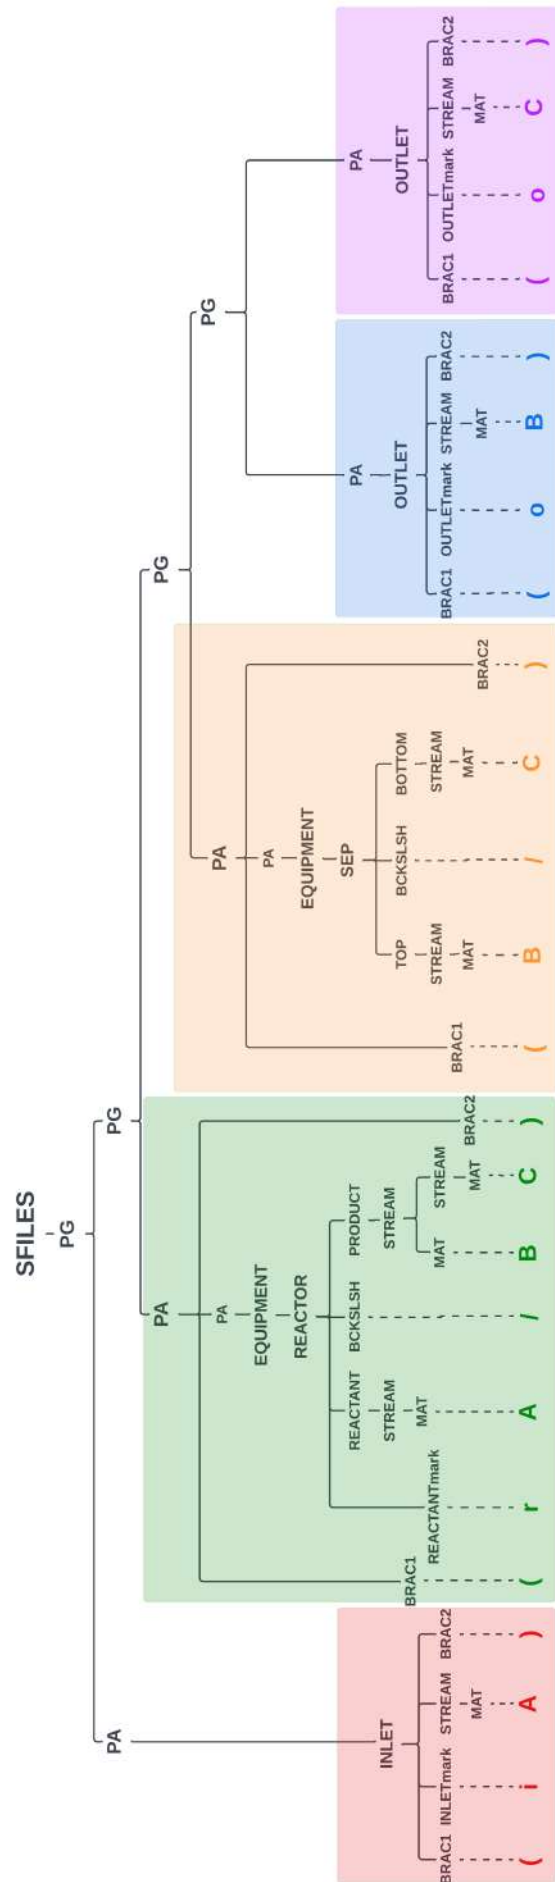 SFILES
PG
PA PG
PA PG
PA PA PG
EQUIPMENT PA
REACTOR EQUIPMENT
REACTANT BCKSLSH PRODUCT SEP PA PA
INLET STREAM STREAM TOP BCKSLSH BOTTOM OUTLET OUTLET
BRAC1 MAT
BRAC1 INLETmark STREAM BRAC2 REACTANTmark MAT STREAM STREAM STREAM BRAC1 OUTLETmark STREAM BRAC2 BRAC1 OUTLETmark STREAM BRAC2
MAT MAT BRAC2 BRAC1 MAT MAT BRAC2 MAT MAT
( i A ) ( r A / B C ) ( B / C ) ( o B ) ( o C )